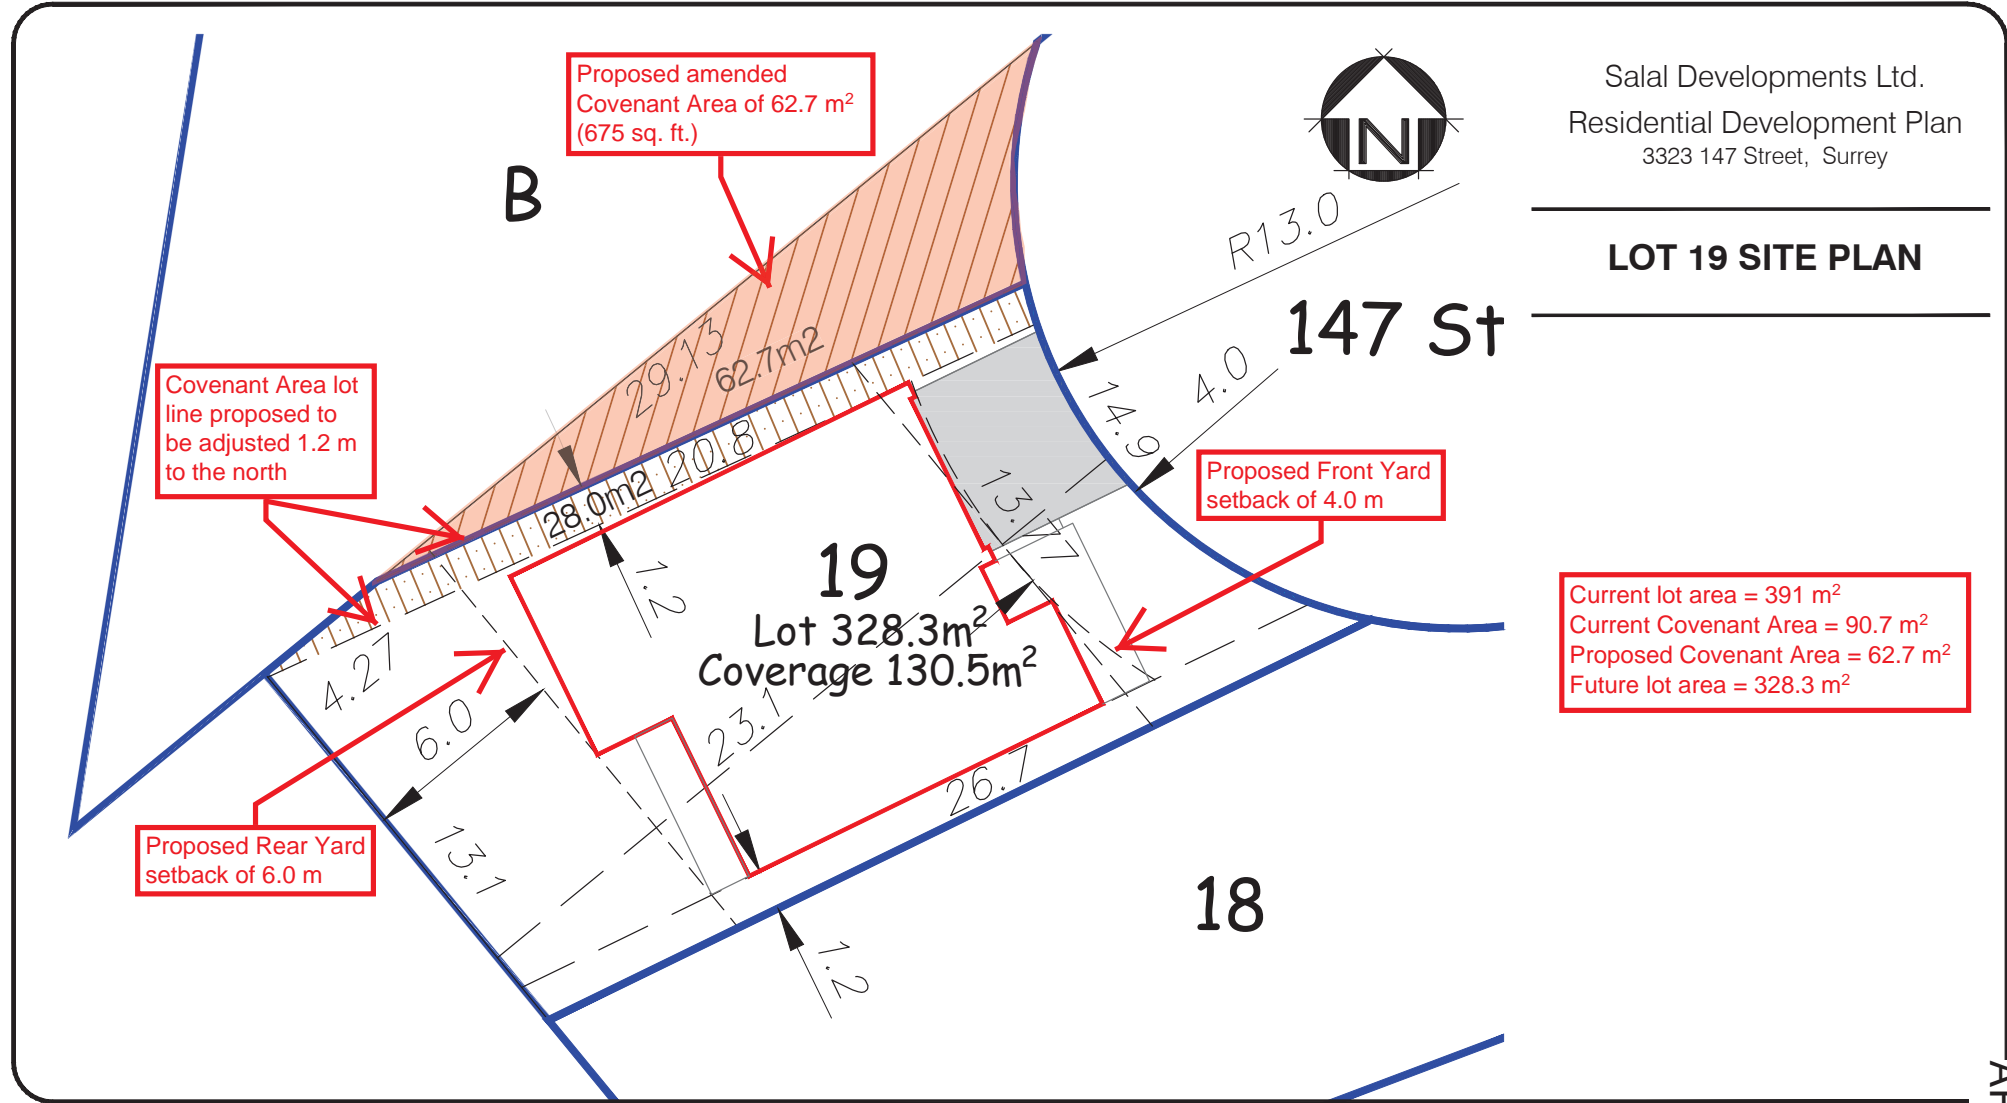 Proposed amended
Covenant Area of 62.7 m²
(675 sq. ft.)
B
N
Salal Developments Ltd.
Residential Development Plan
3323 147 Street, Surrey
LOT 19 SITE PLAN
R13.0
147 St
4.0
14.9
29.13
62.7m2
Covenant Area lot
line proposed to
be adjusted 1.2 m
to the north
20.8
28.0m2
Proposed Front Yard
setback of 4.0 m
13.77
1.2
19
Lot 328.3m²
Coverage 130.5m²
Current lot area = 391 m²
Current Covenant Area = 90.7 m²
Proposed Covenant Area = 62.7 m²
Future lot area = 328.3 m²
4.27
6.0
23.1
26.7
Proposed Rear Yard
setback of 6.0 m
13.1
18
1.2